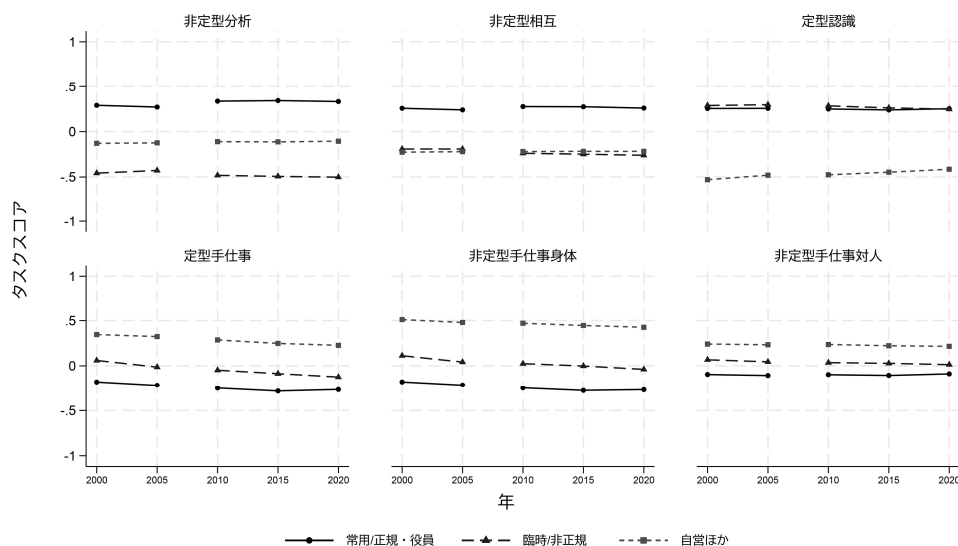 非定型分析
非定型相互
定型認識
1
.5
0
-.5
-1
タスクスコア
定型手仕事
非定型手仕事身体
非定型手仕事対人
1
.5
0
-.5
-1
2000 2005 2010 2015 2020
2000 2005 2010 2015 2020
2000 2005 2010 2015 2020
年
常用/正規・役員
臨時/非正規
自営ほか